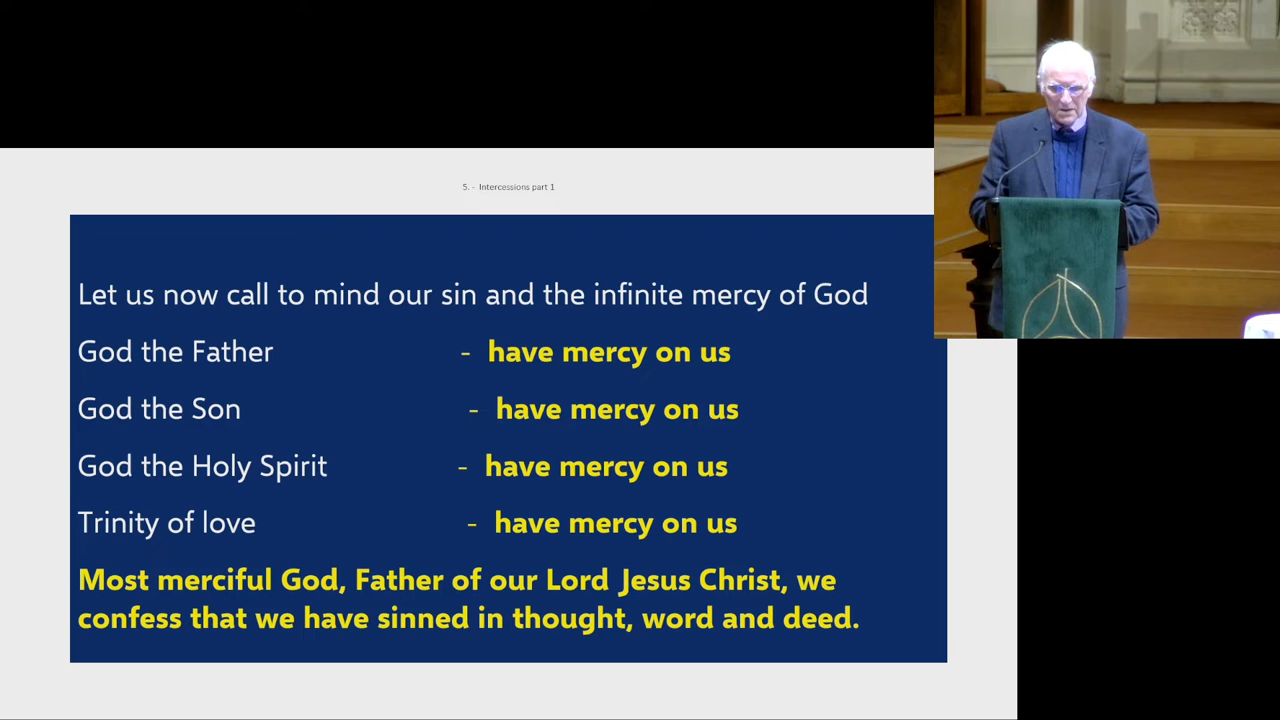 5. - Intercessions part 1
Let us now call to mind our sin and the infinite mercy of God
God the Father - have mercy on us
God the Son - have mercy on us
God the Holy Spirit - have mercy on us
Trinity of love - have mercy on us
Most merciful God, Father of our Lord Jesus Christ, we
confess that we have sinned in thought, word and deed.